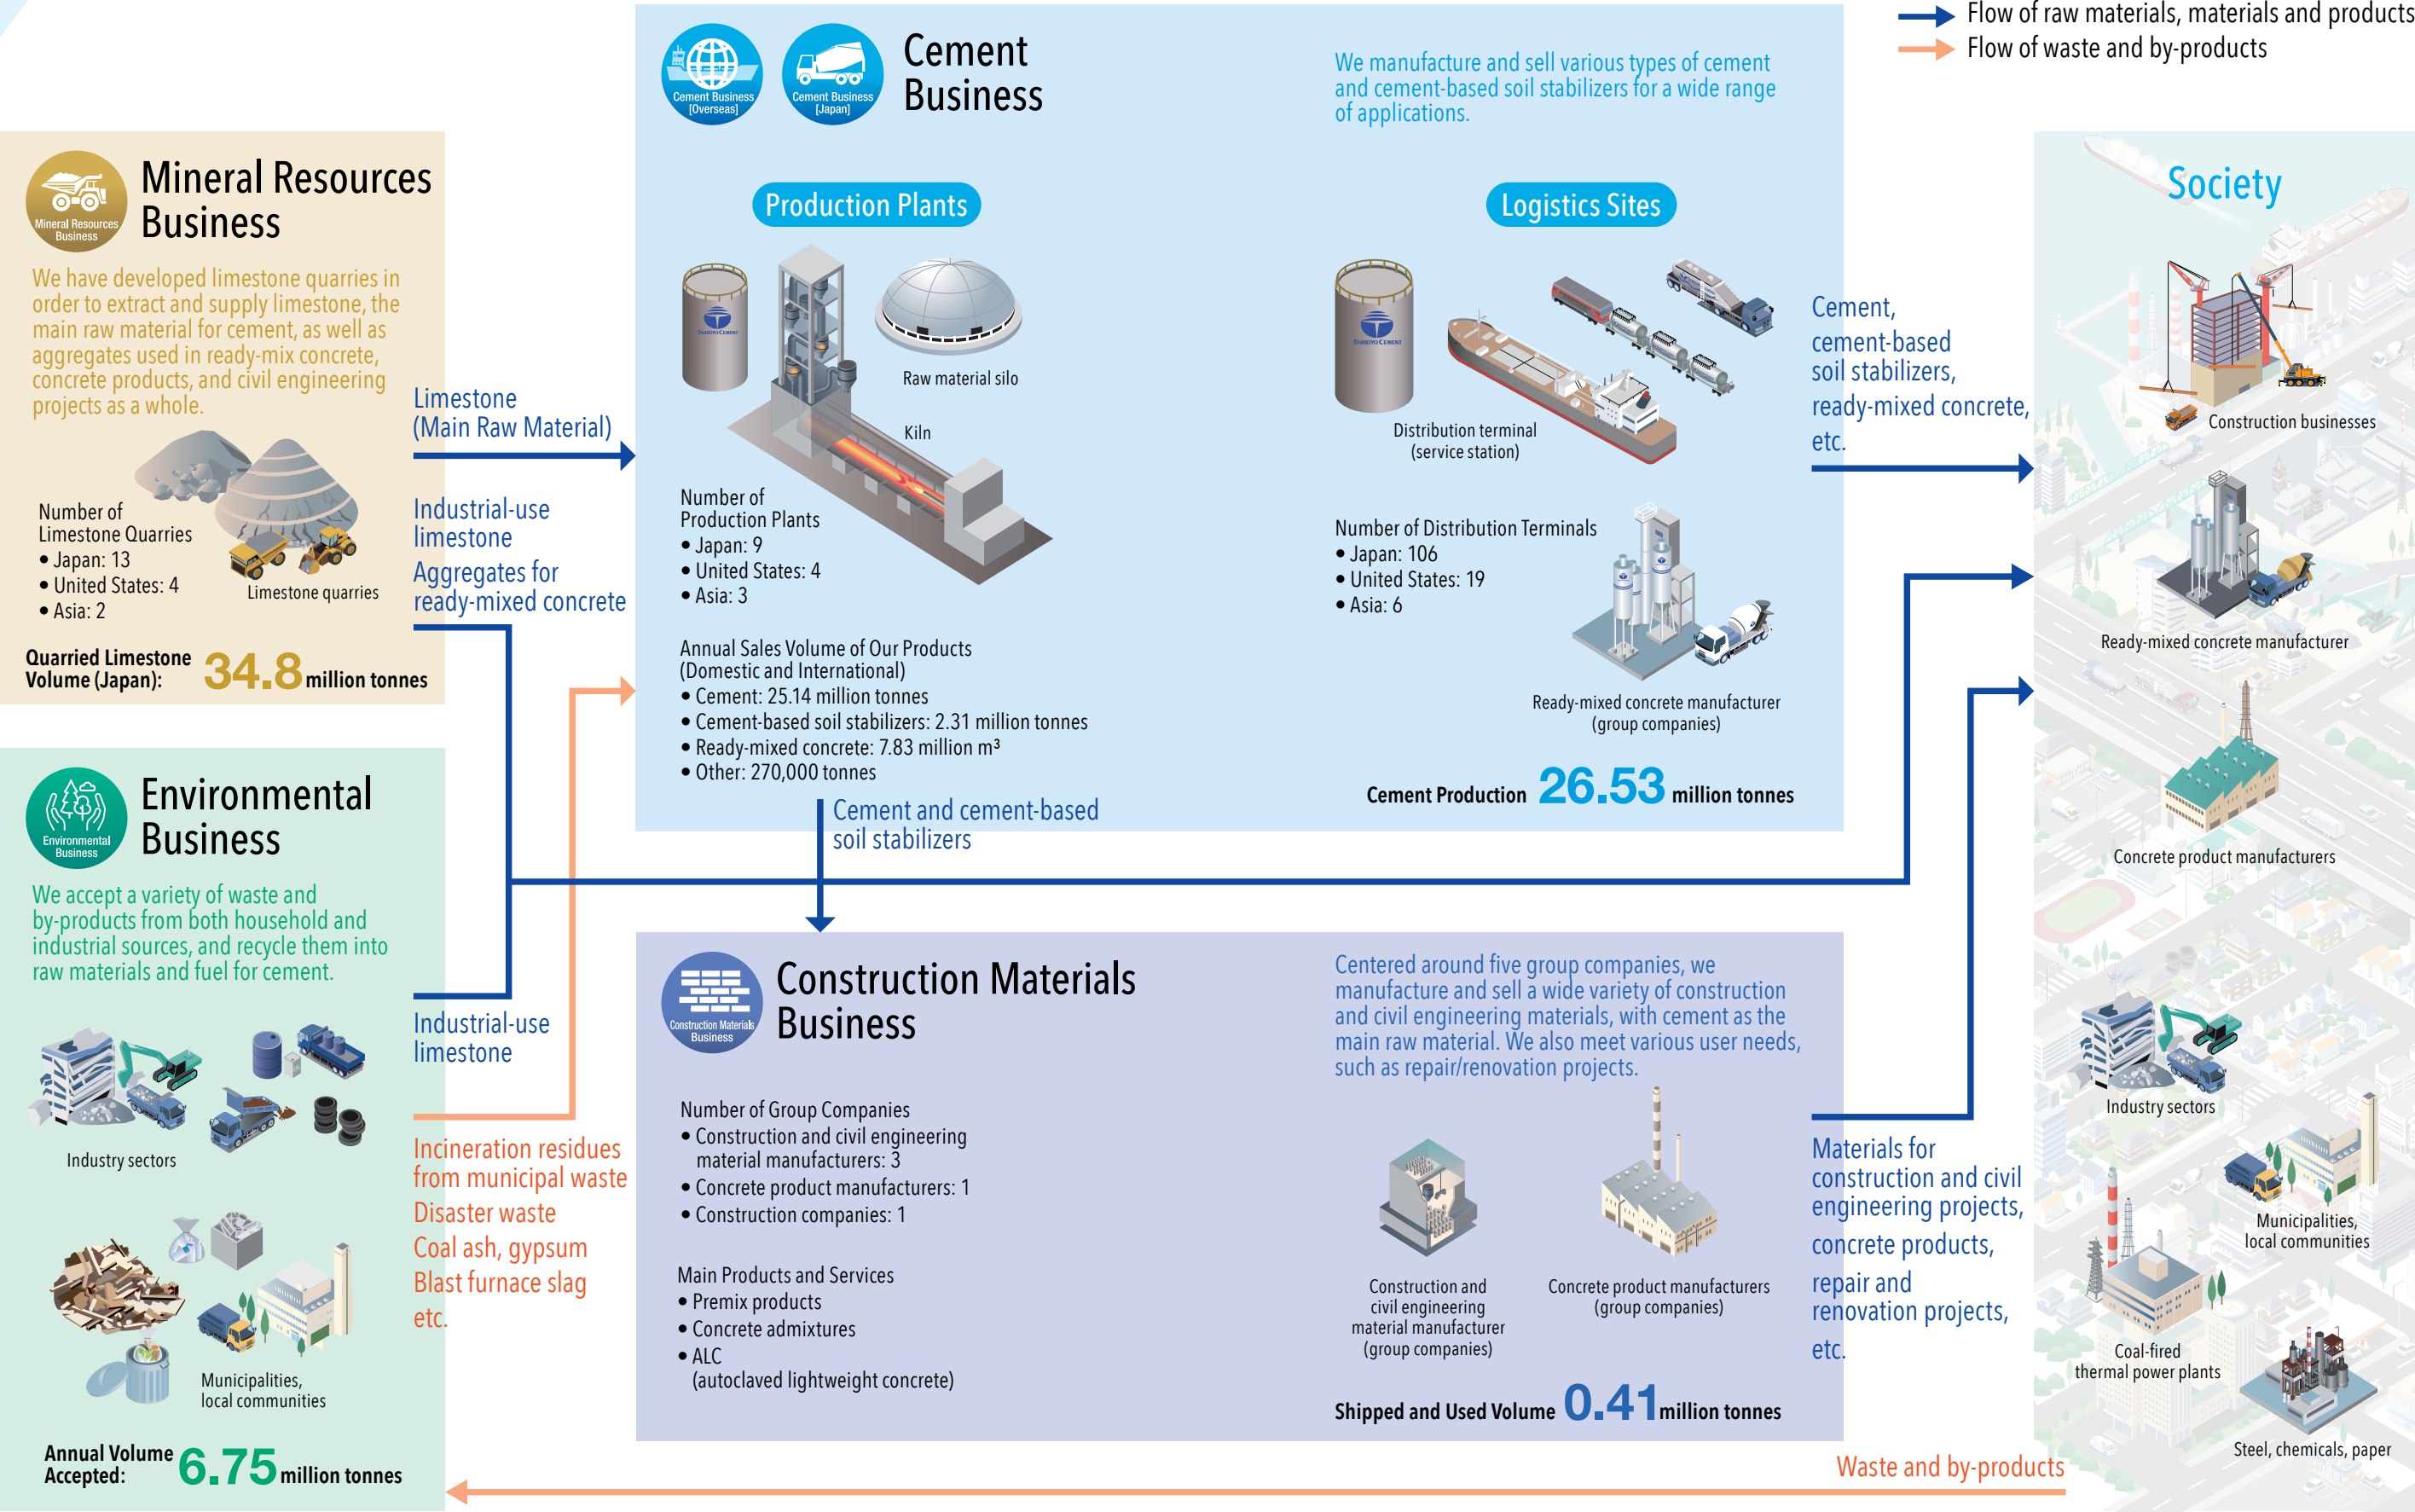 Flow of raw materials, materials and products
Flow of waste and by-products
Mineral Resources
Business
Mineral Resources
Business
We have developed limestone quarries in
order to extract and supply limestone, the
main raw material for cement, as well as
aggregates used in ready-mix concrete,
concrete products, and civil engineering
projects as a whole.
Number of
Limestone Quarries
• Japan: 13
• United States: 4
• Asia: 2
Limestone quarries
Quarried Limestone
Volume (Japan): 34.8 million tonnes
Limestone
(Main Raw Material)
Industrial-use
limestone
Aggregates for
ready-mixed concrete
Environmental
Business
Environmental
Business
We accept a variety of waste and
by-products from both household and
industrial sources, and recycle them into
raw materials and fuel for cement.
Industry sectors
Municipalities,
local communities
Annual Volume
Accepted: 6.75 million tonnes
Industrial-use
limestone
Incineration residues
from municipal waste
Disaster waste
Coal ash, gypsum
Blast furnace slag
etc.
Cement Business
[Overseas]
Cement Business
[Japan]
Cement
Business
We manufacture and sell various types of cement
and cement-based soil stabilizers for a wide range
of applications.
Production Plants
TAIHEIYO CEMENT
Raw material silo
Kiln
Number of
Production Plants
• Japan: 9
• United States: 4
• Asia: 3
Annual Sales Volume of Our Products
(Domestic and International)
• Cement: 25.14 million tonnes
• Cement-based soil stabilizers: 2.31 million tonnes
• Ready-mixed concrete: 7.83 million m³
• Other: 270,000 tonnes
Logistics Sites
TAIHEIYO CEMENT
Distribution terminal
(service station)
Number of Distribution Terminals
• Japan: 106
• United States: 19
• Asia: 6
Ready-mixed concrete manufacturer
(group companies)
Cement Production 26.53 million tonnes
Cement and cement-based
soil stabilizers
Cement,
cement-based
soil stabilizers,
ready-mixed concrete,
etc.
Construction Materials
Business
Construction Materials
Business
Centered around five group companies, we
manufacture and sell a wide variety of construction
and civil engineering materials, with cement as the
main raw material. We also meet various user needs,
such as repair/renovation projects.
Number of Group Companies
• Construction and civil engineering
material manufacturers: 3
• Concrete product manufacturers: 1
• Construction companies: 1
Main Products and Services
• Premix products
• Concrete admixtures
• ALC
(autoclaved lightweight concrete)
Construction and
civil engineering
material manufacturer
(group companies)
Concrete product manufacturers
(group companies)
Shipped and Used Volume 0.41 million tonnes
Materials for
construction and civil
engineering projects,
concrete products,
repair and
renovation projects,
etc.
Society
Construction businesses
Ready-mixed concrete manufacturer
Concrete product manufacturers
Industry sectors
Municipalities,
local communities
Coal-fired
thermal power plants
Steel, chemicals, paper
Waste and by-products